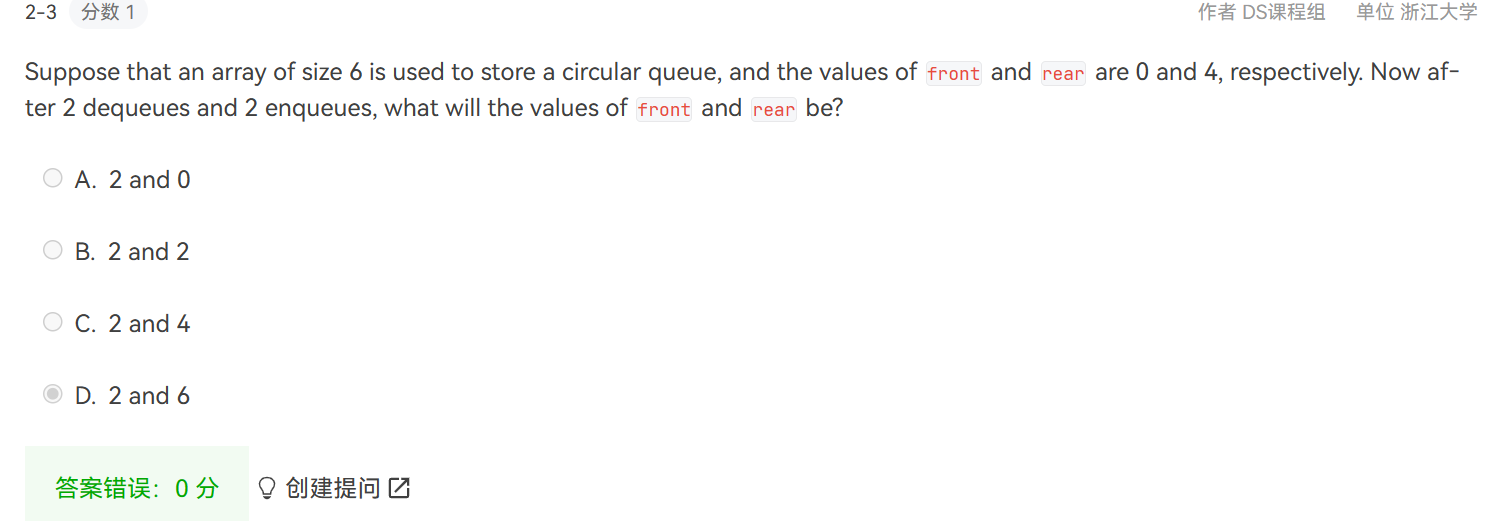 2-3 分数 1 作者 DS课程组 单位 浙江大学
Suppose that an array of size 6 is used to store a circular queue, and the values of front and rear are 0 and 4, respectively. Now af-
ter 2 dequeues and 2 enqueues, what will the values of front and rear be?
A. 2 and 0
B. 2 and 2
C. 2 and 4
D. 2 and 6
答案错误：0 分 创建提问